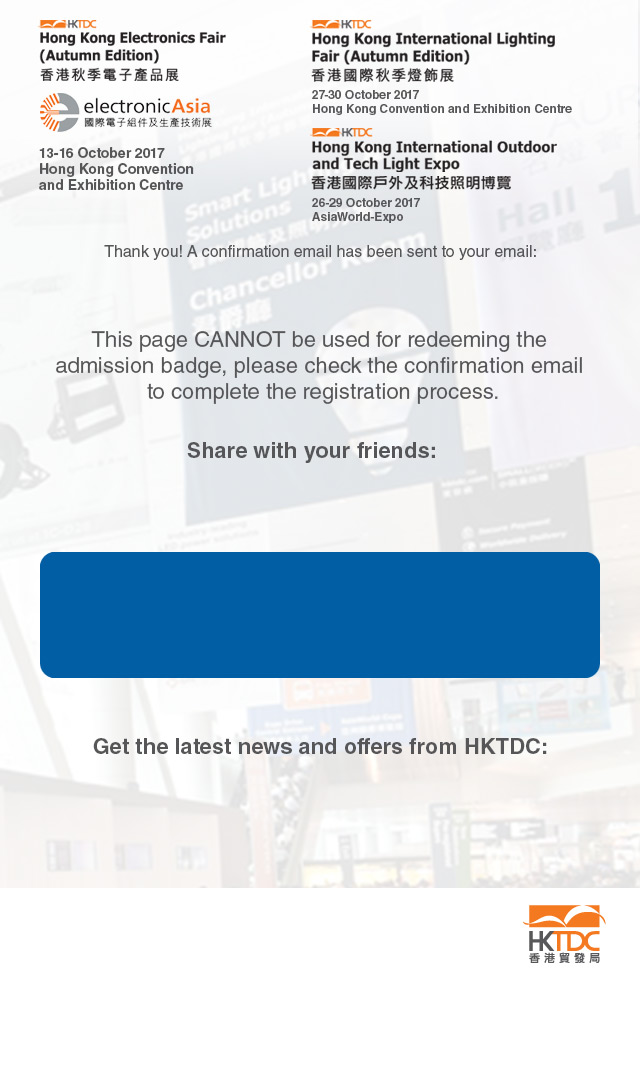 HKTDC
Hong Kong Electronics Fair
(Autumn Edition)
香港秋季電子產品展
electronicAsia
國際電子組件及生產技術展
13-16 October 2017
Hong Kong Convention
and Exhibition Centre
HKTDC
Hong Kong International Lighting
Fair (Autumn Edition)
香港國際秋季燈飾展
27-30 October 2017
Hong Kong Convention and Exhibition Centre
HKTDC
Hong Kong International Outdoor
and Tech Light Expo
香港國際戶外及科技照明博覽
26-29 October 2017
AsiaWorld-Expo
Smart Light
Solutions
Chancellor Room
Hall 1
Thank you! A confirmation email has been sent to your email:
This page CANNOT be used for redeeming the
admission badge, please check the confirmation email
to complete the registration process.
Share with your friends:
Get the latest news and offers from HKTDC:
HKTDC
香港貿發局